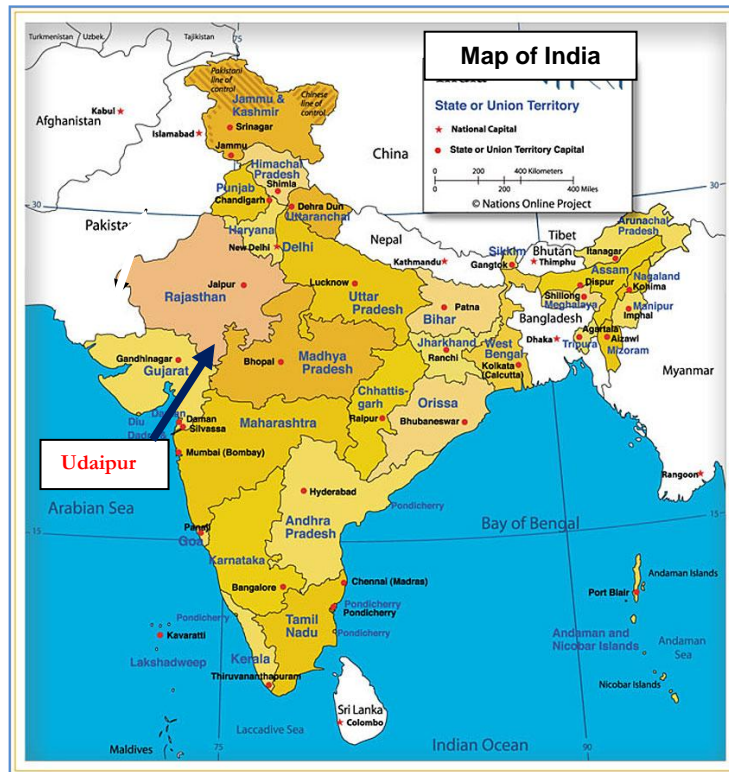 Turkmenistan
Uzbek.
Tajikistan
75
Map of India
Pakistani
line of
control
Chinese
line of
control
Jammu &
Kashmir
State or Union Territory
National Capital
State or Union Territory Capital
0 200 400 Kilometers
0 200 400 Miles
© Nations Online Project
Kabul
Afghanistan
Islamabad
Srinagar
Jammu
China
Himachal
Pradesh
Shimla
Punjab
Chandigarh
Dehra Dun
Uttaranchal
30
30
Haryana
New Delhi
Delhi
Nepal
Kathmandu
Tibet
Bhutan
Thimphu
Sikkim
Gangtok
Arunachal
Pradesh
Itanagar
Assam
Dispur
Nagaland
Kohima
Shillong
Meghalaya
Manipur
Imphal
Bangladesh
Dhaka
Agartala
Tripura
Aizawl
Mizoram
Myanmar
Rangoon
Jaipur
Rajasthan
Lucknow
Uttar
Pradesh
Patna
Bihar
Jharkhand
Ranchi
West
Bengal
Kolkata
(Calcutta)
Gandhinagar
Gujarat
Bhopal
Madhya
Pradesh
Chhattis-
garh
Raipur
Orissa
Bhubaneswar
Diu
Daman
Silvassa
Maharashtra
Mumbai (Bombay)
Udaipur
Arabian Sea
Hyderabad
Andhra
Pradesh
Pondicherry
Bay of Bengal
15
15
Goa
Karnataka
Bangalore
Chennai (Madras)
Pondicherry
Pondicherry
Pondicherry
Pondicherry
Tamil
Nadu
Kerala
Thiruvananthapuram
Kavaratti
Lakshadweep
Port Blair
Andaman Islands
Andaman and
Nicobar Islands
Andaman
Sea
Nicobar Islands
Sri Lanka
Colombo
Laccadive Sea
Maldives
75
Indian Ocean
90